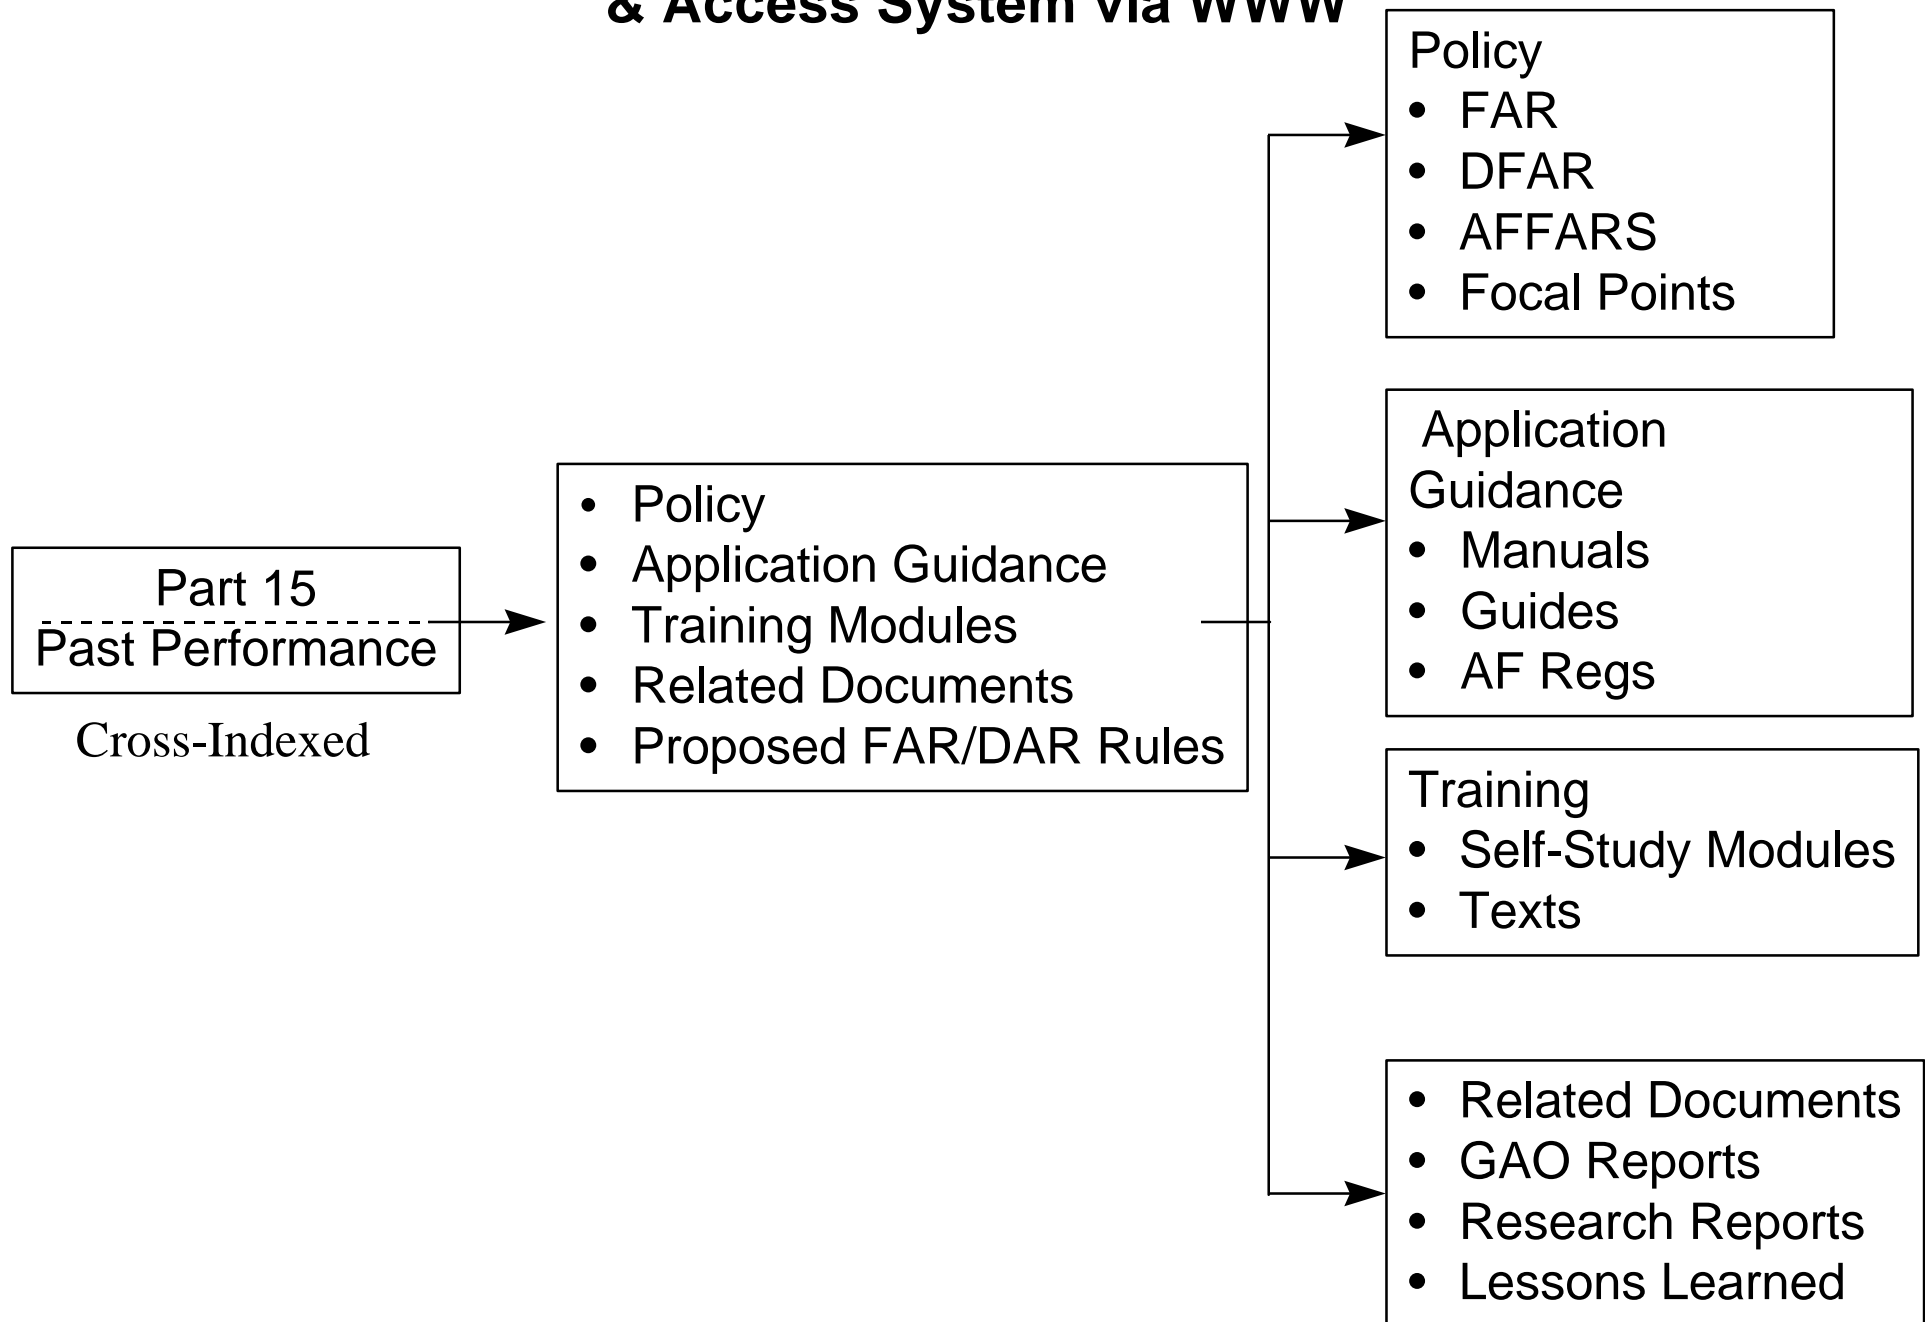 & Access System via WWW
Part 15
Past Performance
Cross-Indexed
• Policy
• Application Guidance
• Training Modules
• Related Documents
• Proposed FAR/DAR Rules
Policy
• FAR
• DFAR
• AFFARS
• Focal Points
Application
Guidance
• Manuals
• Guides
• AF Regs
Training
• Self-Study Modules
• Texts
• Related Documents
• GAO Reports
• Research Reports
• Lessons Learned